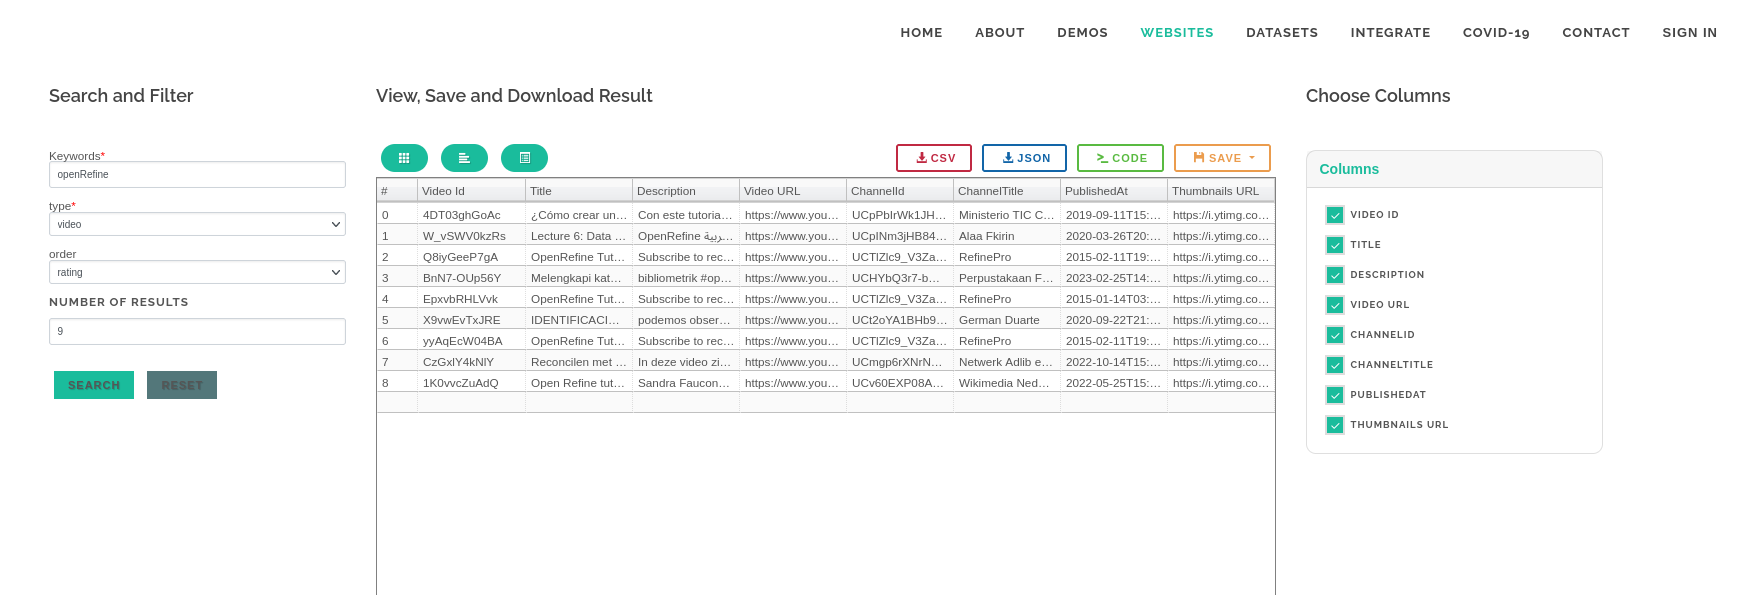 HOME ABOUT DEMOS WEBSITES DATASETS INTEGRATE COVID-19 CONTACT SIGN IN
Search and Filter
Keywords*
openRefine
type*
video
order
rating
NUMBER OF RESULTS
9
SEARCH RESET
View, Save and Download Result
CSV JSON CODE SAVE
# Video Id Title Description Video URL ChannelId ChannelTitle PublishedAt Thumbnails URL
0 4DT03ghGoAc ¿Cómo crear un... Con este tutoria... https://www.you... UCpPbIrWk1JH... Ministerio TIC C... 2019-09-11T15:... https://i.ytimg.co...
1 W_vSWV0kzRs Lecture 6: Data ... OpenRefine ...ـربية https://www.you... UCpINm3jHB84... Alaa Fkirin 2020-03-26T20:... https://i.ytimg.co...
2 Q8iyGeeP7gA OpenRefine Tut... Subscribe to rec... https://www.you... UCTlZlc9_V3Za... RefinePro 2015-02-11T19:... https://i.ytimg.co...
3 BnN7-OUp56Y Melengkapi kat... bibliometrik #op... https://www.you... UCHYbQ3r7-b... Perpustakaan F... 2023-02-25T14:... https://i.ytimg.co...
4 EpxvbRHLVvk OpenRefine Tut... Subscribe to rec... https://www.you... UCTlZlc9_V3Za... RefinePro 2015-01-14T03:... https://i.ytimg.co...
5 X9vwEvTxJRE IDENTIFICACI... podemos obser... https://www.you... UCt2oYA1BHb9... German Duarte 2020-09-22T21:... https://i.ytimg.co...
6 yyAqEcW04BA OpenRefine Tut... Subscribe to rec... https://www.you... UCTlZlc9_V3Za... RefinePro 2015-02-11T19:... https://i.ytimg.co...
7 CzGxlY4kNlY Reconcilen met ... In deze video zi... https://www.you... UCmgp6rXNrN... Netwerk Adlib e... 2022-10-14T15:... https://i.ytimg.co...
8 1K0vvcZuAdQ Open Refine tut... Sandra Faucon... https://www.you... UCv60EXP08A... Wikimedia Ned... 2022-05-25T15:... https://i.ytimg.co...
Choose Columns
Columns
VIDEO ID
TITLE
DESCRIPTION
VIDEO URL
CHANNELID
CHANNELTITLE
PUBLISHEDAT
THUMBNAILS URL